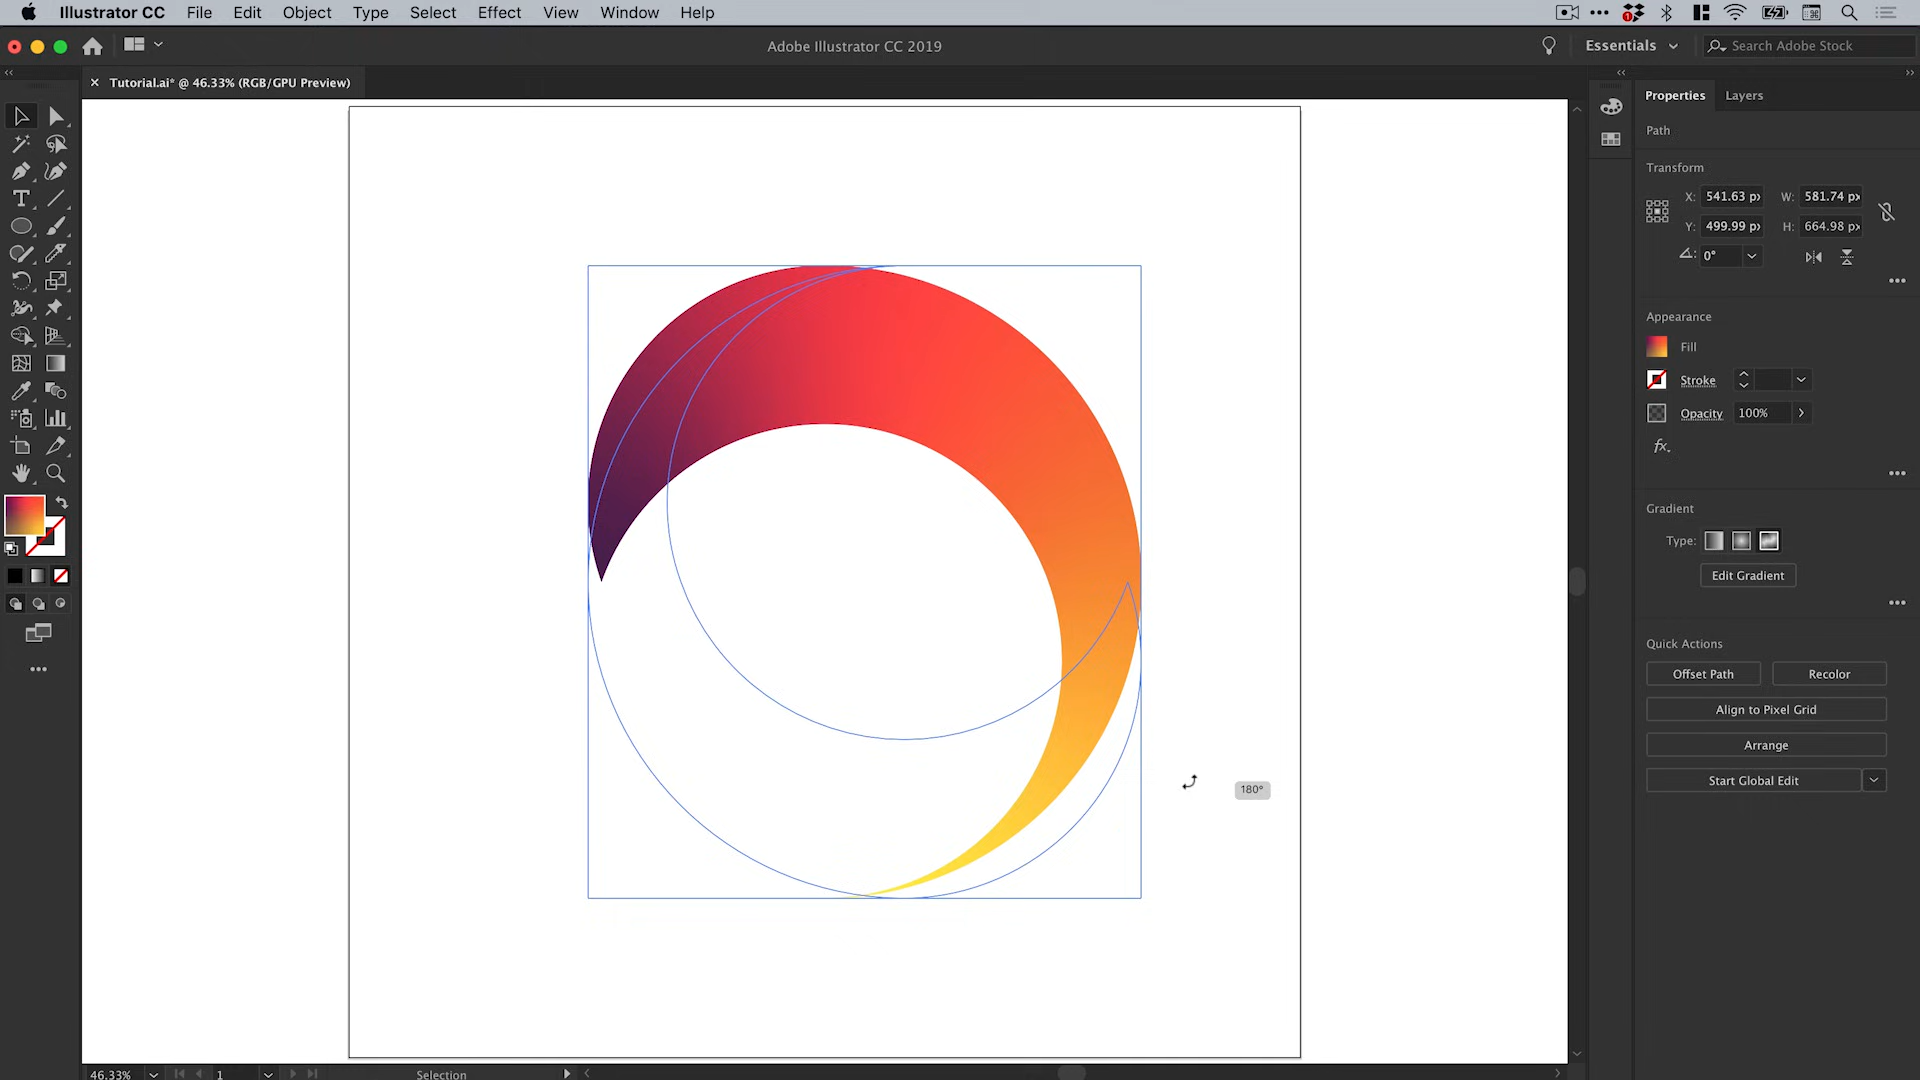 Illustrator CC File Edit Object Type Select Effect View Window Help
Adobe Illustrator CC 2019
Essentials
Search Adobe Stock
Tutorial.ai* @ 46.33% (RGB/GPU Preview)
Properties Layers
Path
Transform
X: 541.63 px W: 581.74 px
Y: 499.99 px H: 664.98 px
0°
Appearance
Fill
Stroke
Opacity 100%
fx.
Gradient
Type:
Edit Gradient
Quick Actions
Offset Path Recolor
Align to Pixel Grid
Arrange
Start Global Edit
180°
46.33% 1 Selection